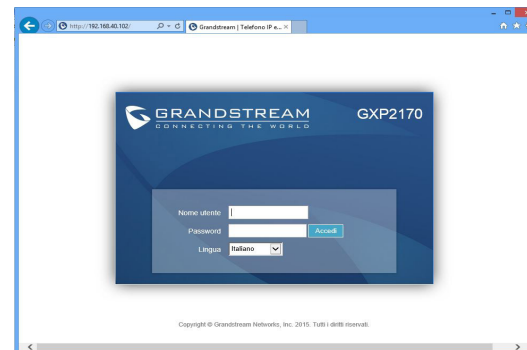 http://192.168.40.102/
Grandstream | Telefono IP e...
GRANDSTREAM
CONNECTING THE WORLD
GXP2170
Nome utente
Password
Accedi
Lingua
Italiano
Copyright © Grandstream Networks, Inc. 2015. Tutti i diritti riservati.